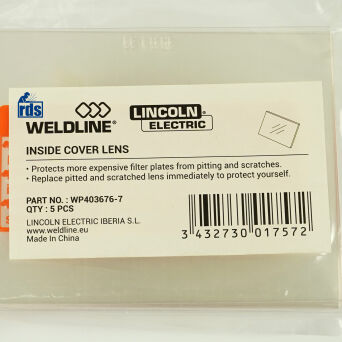 rds
WELDLINE®
LINCOLN®
ELECTRIC
INSIDE COVER LENS
• Protects more expensive filter plates from pitting and scratches.
• Replace pitted and scratched lens immediately to protect yourself.
PART NO. : WP403676-7
QTY : 5 PCS
LINCOLN ELECTRIC IBERIA S.L.
www.weldline.eu
Made In China
3 432730 017572